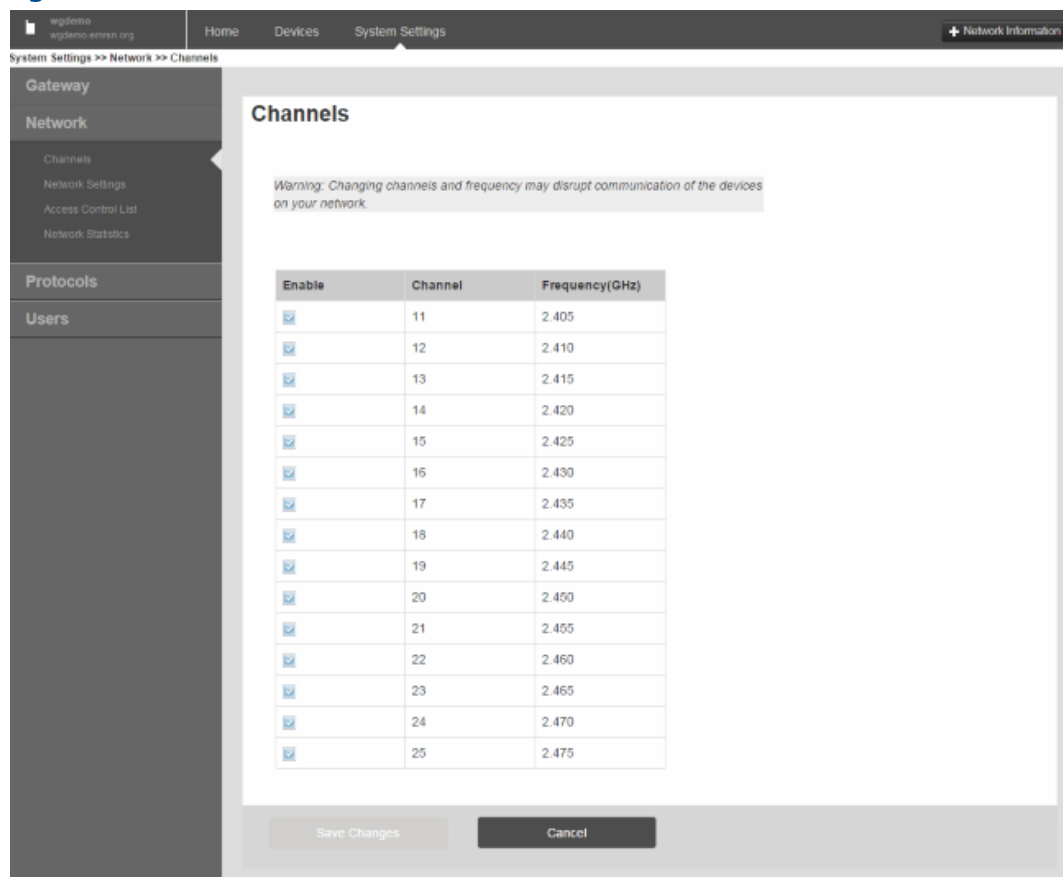 wgdemo
wgdemo.emrsn.org
Home Devices System Settings
Network Information
System Settings >> Network >> Channels
Gateway
Network
Channels
Network Settings
Access Control List
Network Statistics
Protocols
Users
Channels
Warning: Changing channels and frequency may disrupt communication of the devices
on your network.
Enable Channel Frequency(GHz)
11 2.405
12 2.410
13 2.415
14 2.420
15 2.425
16 2.430
17 2.435
18 2.440
19 2.445
20 2.450
21 2.455
22 2.460
23 2.465
24 2.470
25 2.475
Save Changes Cancel